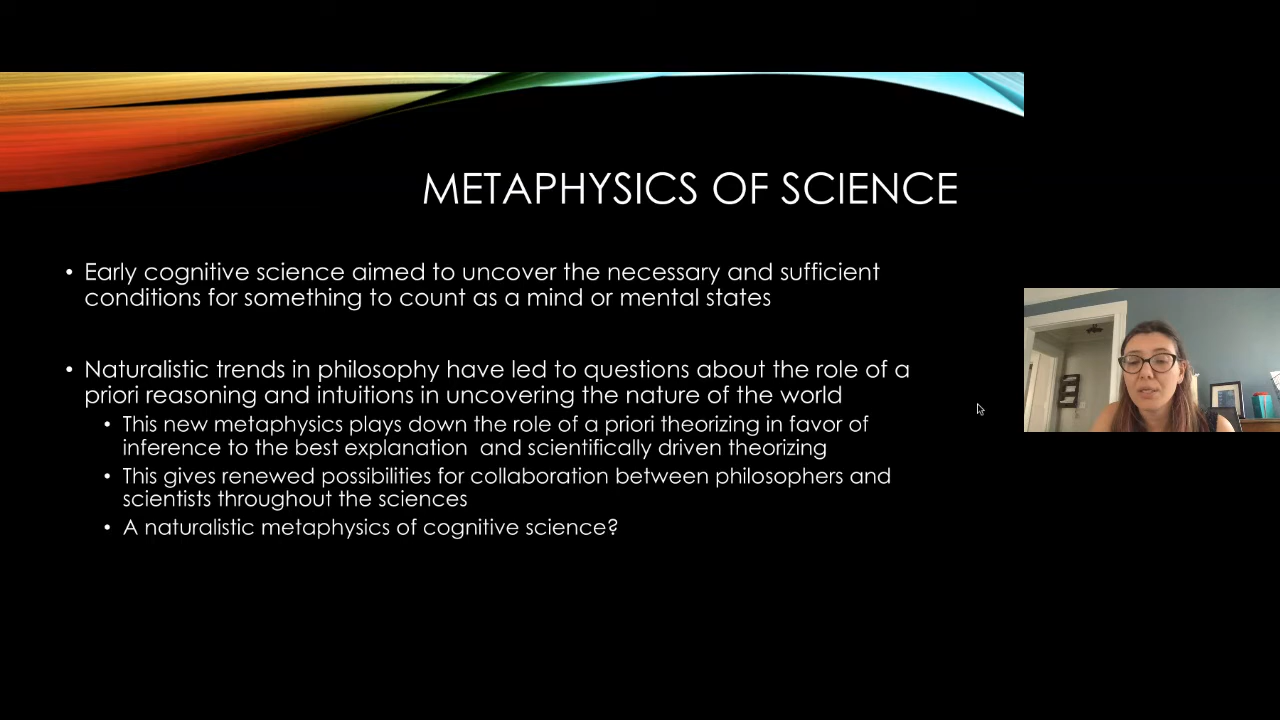 METAPHYSICS OF SCIENCE
• Early cognitive science aimed to uncover the necessary and sufficient
conditions for something to count as a mind or mental states
• Naturalistic trends in philosophy have led to questions about the role of a
priori reasoning and intuitions in uncovering the nature of the world
• This new metaphysics plays down the role of a priori theorizing in favor of
inference to the best explanation  and scientifically driven theorizing
• This gives renewed possibilities for collaboration between philosophers and
scientists throughout the sciences
• A naturalistic metaphysics of cognitive science?